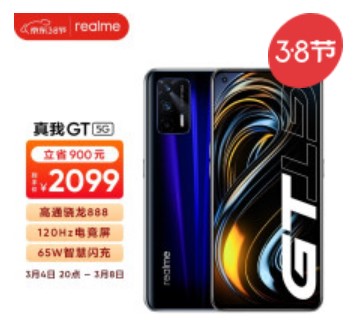 京东3.8节
realme
3·8节
真我GT 5G
立省900元
¥2099
高通骁龙888
120Hz电竞屏
65W智慧闪充
3月4日 20点 - 3月8日
realme
GT